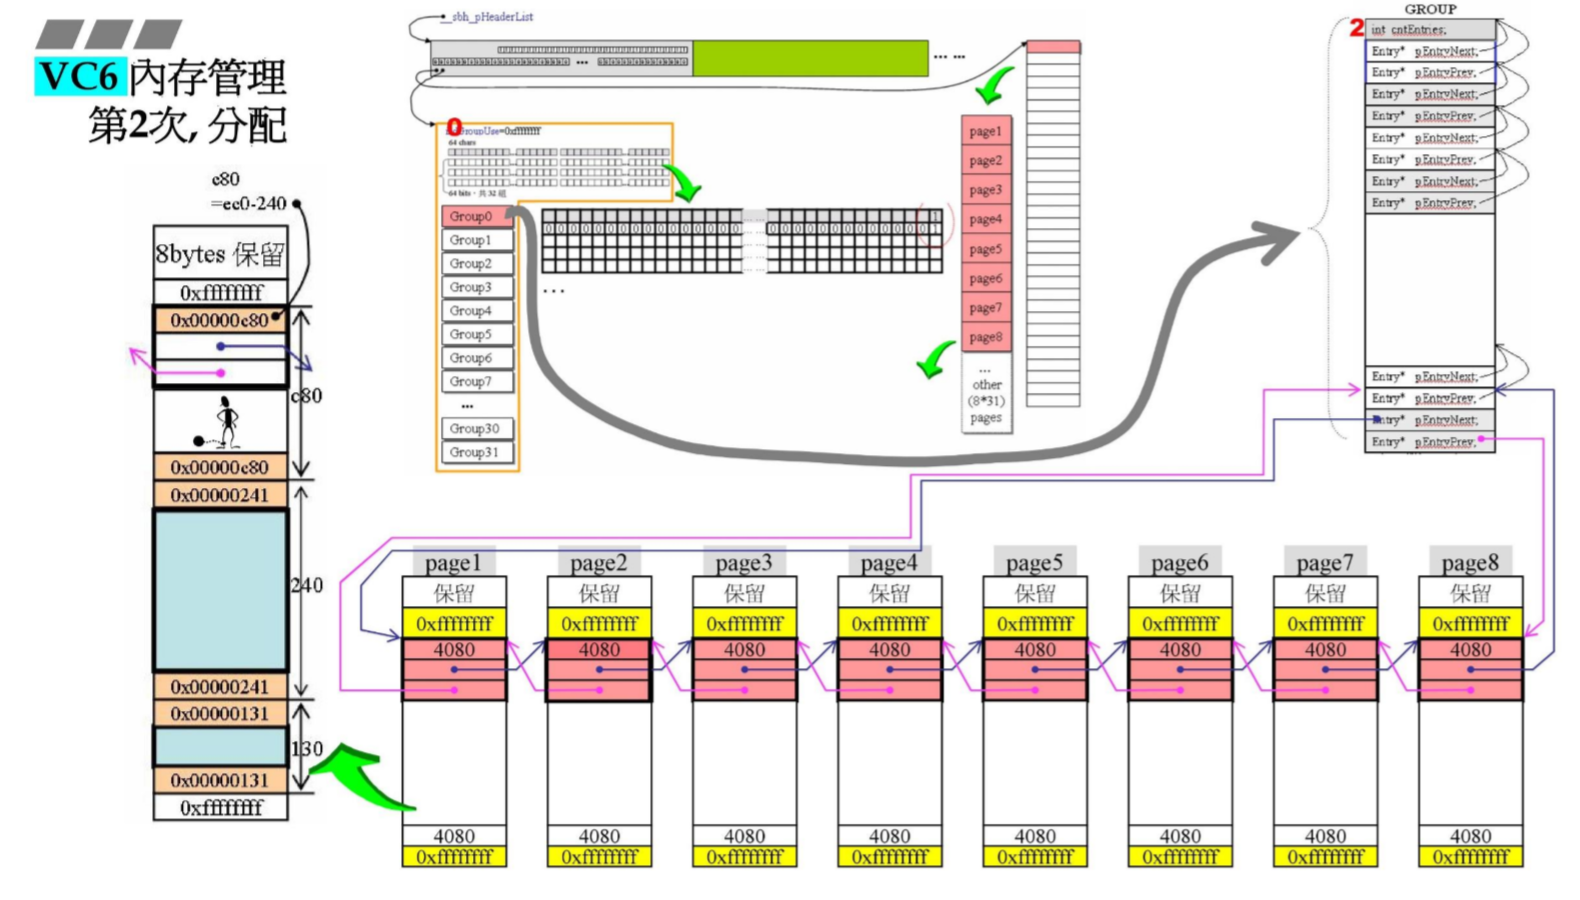 VC6 內存管理
第2次, 分配
c80
=ec0-240
8bytes 保留
0xffffffff
0x00000c80
c80
0x00000c80
0x00000241
240
0x00000241
0x00000131
130
0x00000131
0xffffffff
__sbh_pHeaderList
... ...
0
GroupUse=0xffffffff
64 chars
64 bits，共 32 組
Group0
Group1
Group2
Group3
Group4
Group5
Group6
Group7
...
Group30
Group31
...
page1
page2
page3
page4
page5
page6
page7
page8
...
other
(8*31)
pages
GROUP
2
int cntEntries;
Entry* pEntryNext;
Entry* pEntryPrev;
Entry* pEntryNext;
Entry* pEntryPrev;
Entry* pEntryNext;
Entry* pEntryPrev;
Entry* pEntryNext;
Entry* pEntryPrev;
Entry* pEntryNext;
Entry* pEntryPrev;
Entry* pEntryNext;
Entry* pEntryPrev;
page1 page2 page3 page4 page5 page6 page7 page8
保留 保留 保留 保留 保留 保留 保留 保留
0xffffffff 0xffffffff 0xffffffff 0xffffffff 0xffffffff 0xffffffff 0xffffffff 0xffffffff
4080 4080 4080 4080 4080 4080 4080 4080
4080 4080 4080 4080 4080 4080 4080 4080
0xffffffff 0xffffffff 0xffffffff 0xffffffff 0xffffffff 0xffffffff 0xffffffff 0xffffffff